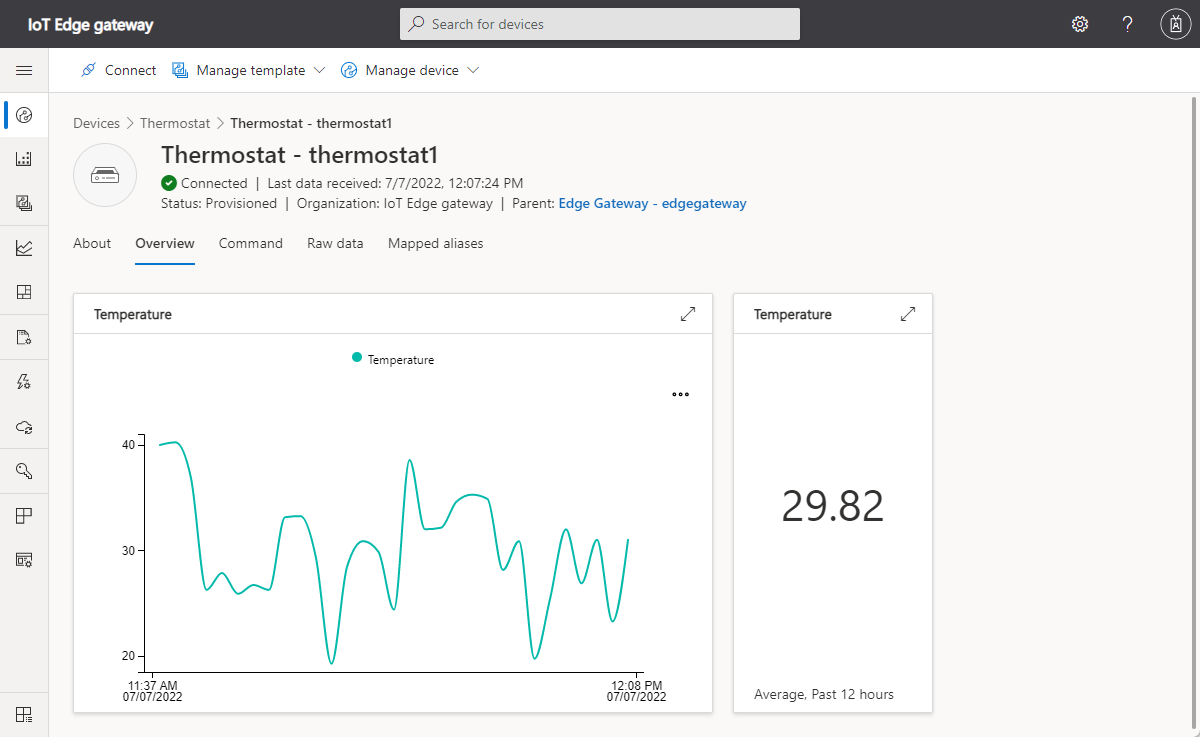 IoT Edge gateway
Search for devices
?
Connect
Manage template
Manage device
Devices > Thermostat > Thermostat - thermostat1
Thermostat - thermostat1
Connected | Last data received: 7/7/2022, 12:07:24 PM
Status: Provisioned | Organization: IoT Edge gateway | Parent: Edge Gateway - edgegateway
About Overview Command Raw data Mapped aliases
Temperature
Temperature
40
30
20
11:37 AM
07/07/2022
12:08 PM
07/07/2022
Temperature
29.82
Average, Past 12 hours